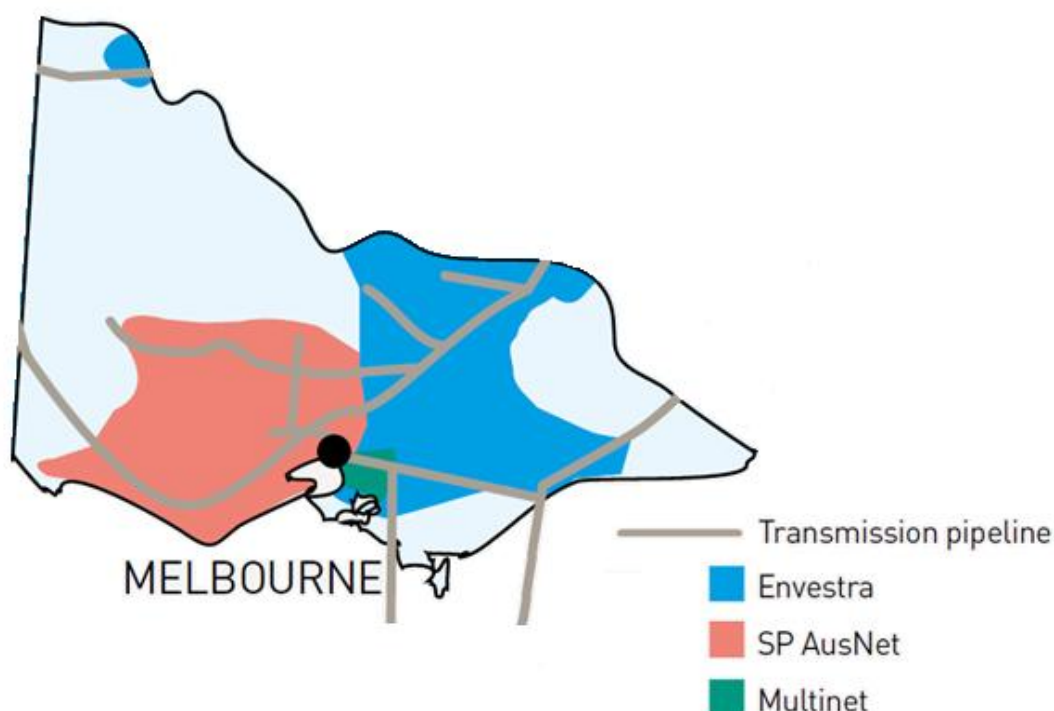 MELBOURNE
Transmission pipeline
Envestra
SP AusNet
Multinet